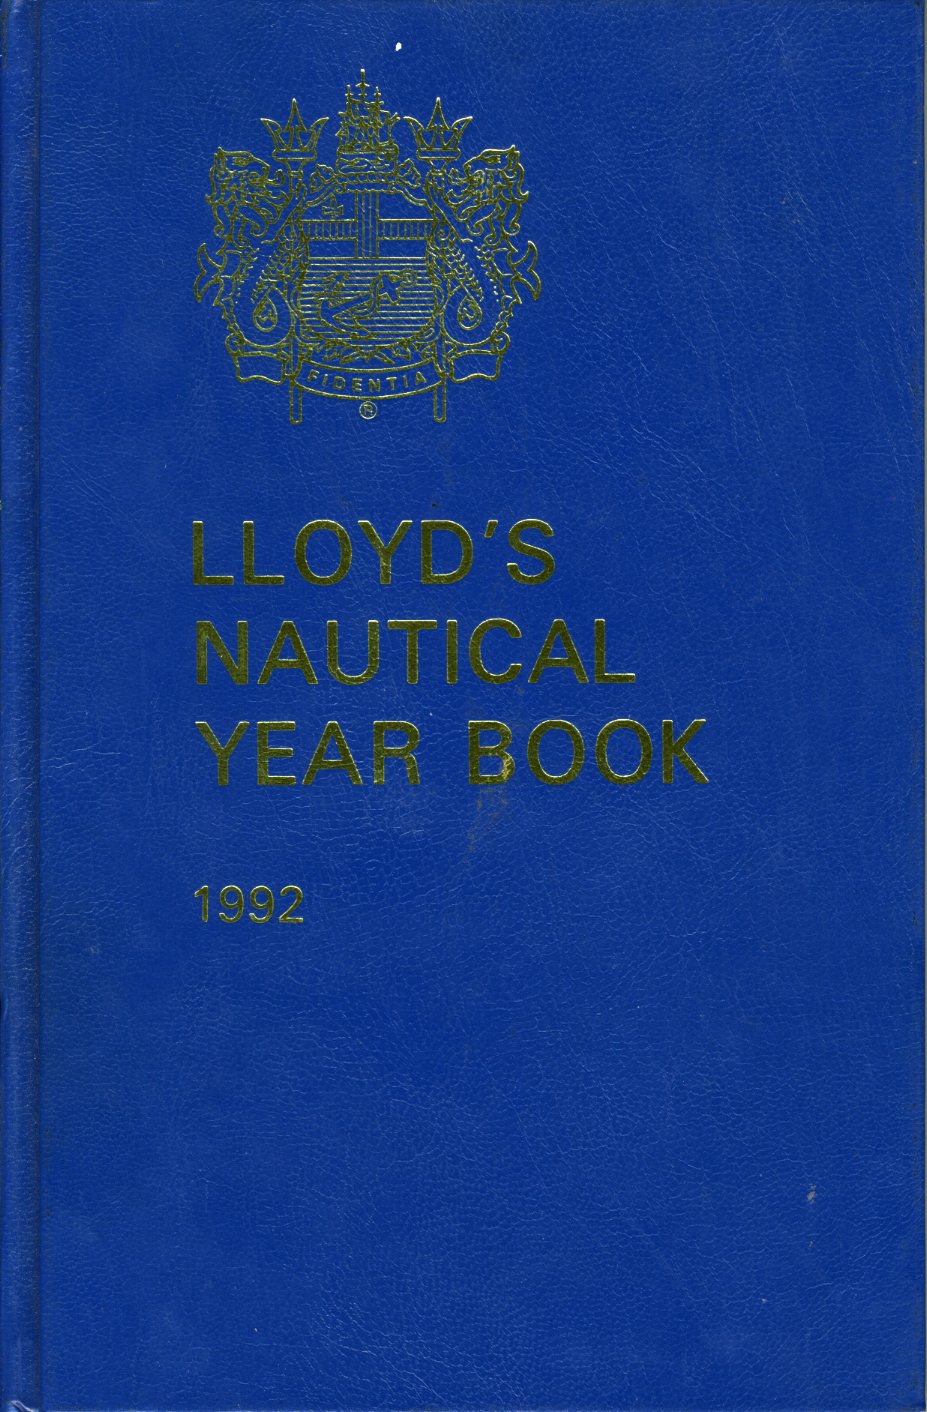 FIDENTIA
®
LLOYD'S
NAUTICAL
YEAR BOOK
1992